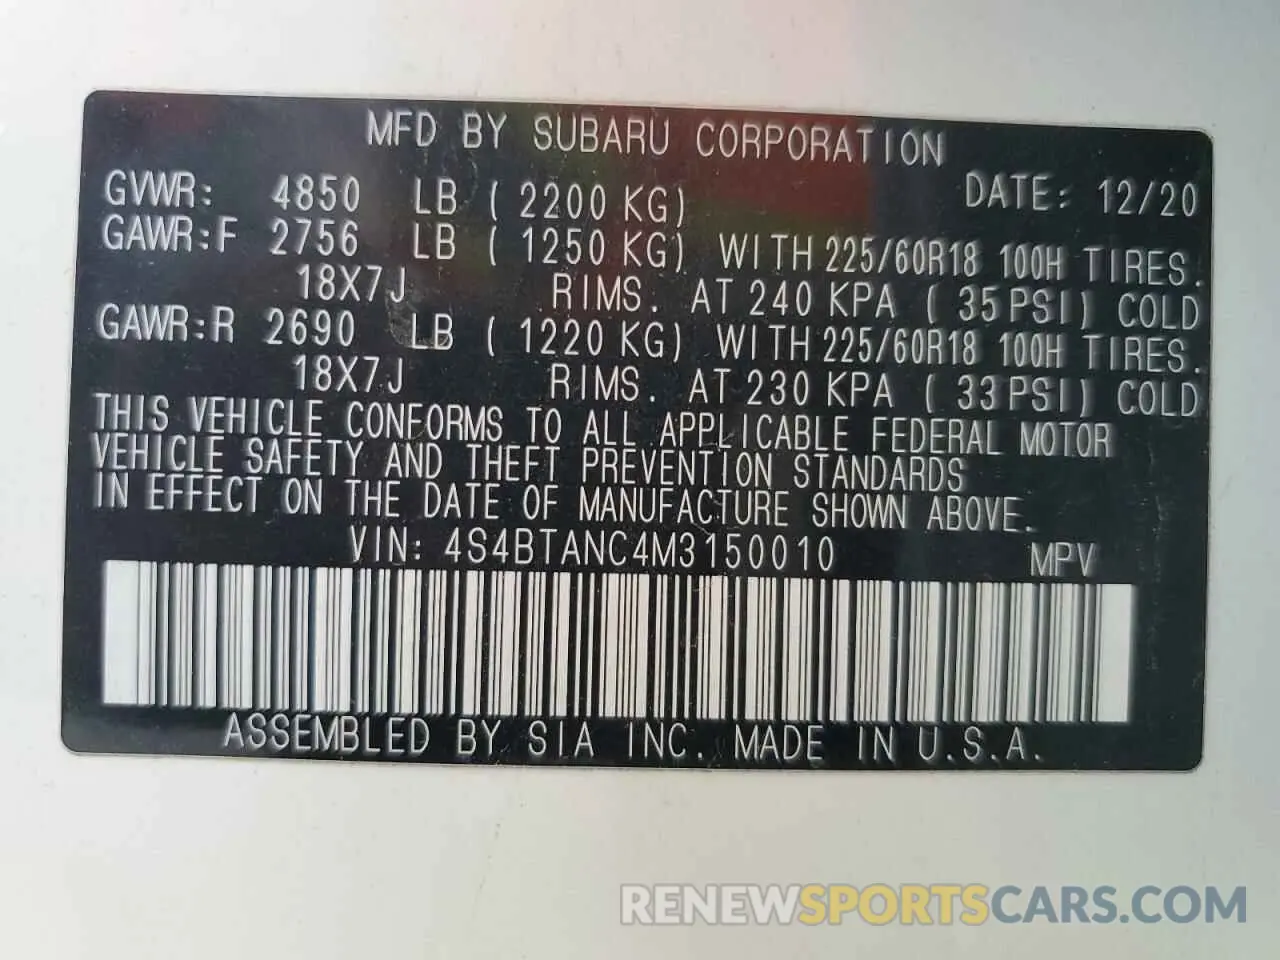 MFD BY SUBARU CORPORATION
GVWR: 4850 LB ( 2200 KG) DATE: 12/20
GAWR:F 2756 LB ( 1250 KG) WITH 225/60R18 100H TIRES.
18X7J RIMS. AT 240 KPA ( 35PSI) COLD
GAWR:R 2690 LB ( 1220 KG) WITH 225/60R18 100H TIRES.
18X7J RIMS. AT 230 KPA ( 33PSI) COLD
THIS VEHICLE CONFORMS TO ALL APPLICABLE FEDERAL MOTOR
VEHICLE SAFETY AND THEFT PREVENTION STANDARDS
IN EFFECT ON THE DATE OF MANUFACTURE SHOWN ABOVE.
VIN: 4S4BTANC4M3150010 MPV
ASSEMBLED BY SIA INC. MADE IN U.S.A.
RENEWSPORTSCARS.COM